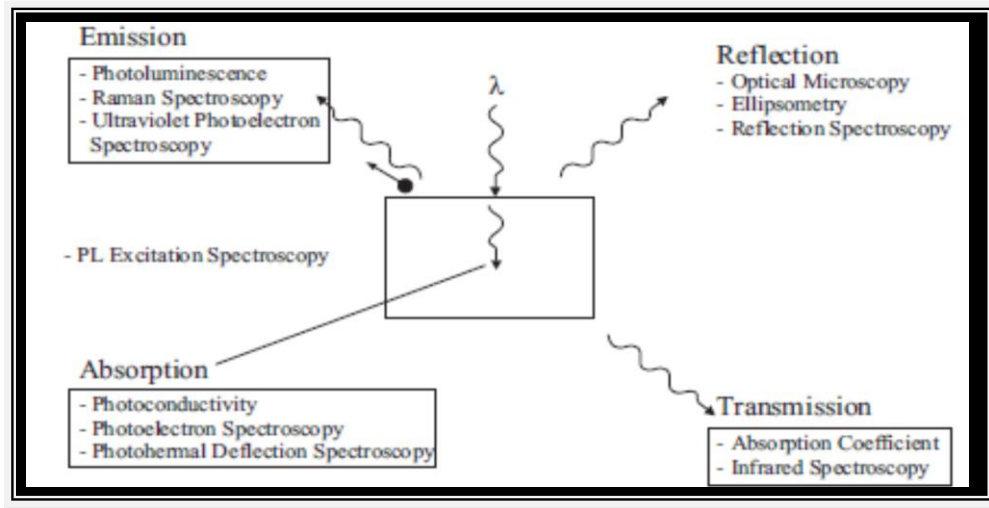 Emission
- Photoluminescence
- Raman Spectroscopy
- Ultraviolet Photoelectron
Spectroscopy
λ
Reflection
- Optical Microscopy
- Ellipsometry
- Reflection Spectroscopy
- PL Excitation Spectroscopy
Absorption
- Photoconductivity
- Photoelectron Spectroscopy
- Photohermal Deflection Spectroscopy
Transmission
- Absorption Coefficient
- Infrared Spectroscopy